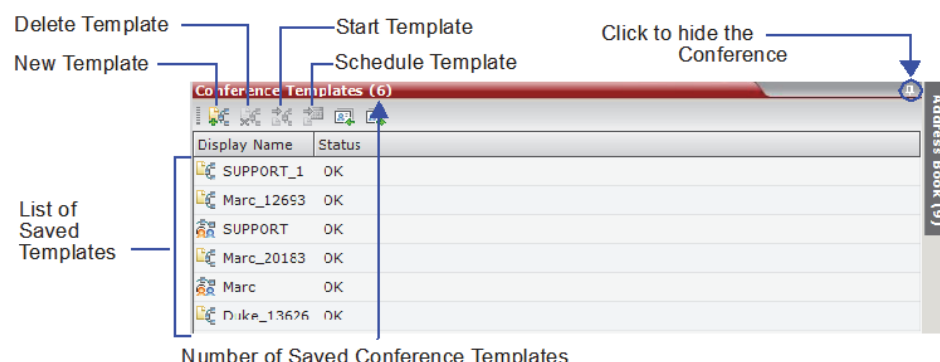 Delete Template
Start Template
Click to hide the
Conference
New Template
Schedule Template
Conference Templates (6)
Address Book (9)
Display Name Status
SUPPORT_1 OK
Marc_12693 OK
SUPPORT OK
Marc_20183 OK
Marc OK
Duke_13626 OK
List of
Saved
Templates
Number of Saved Conference Templates